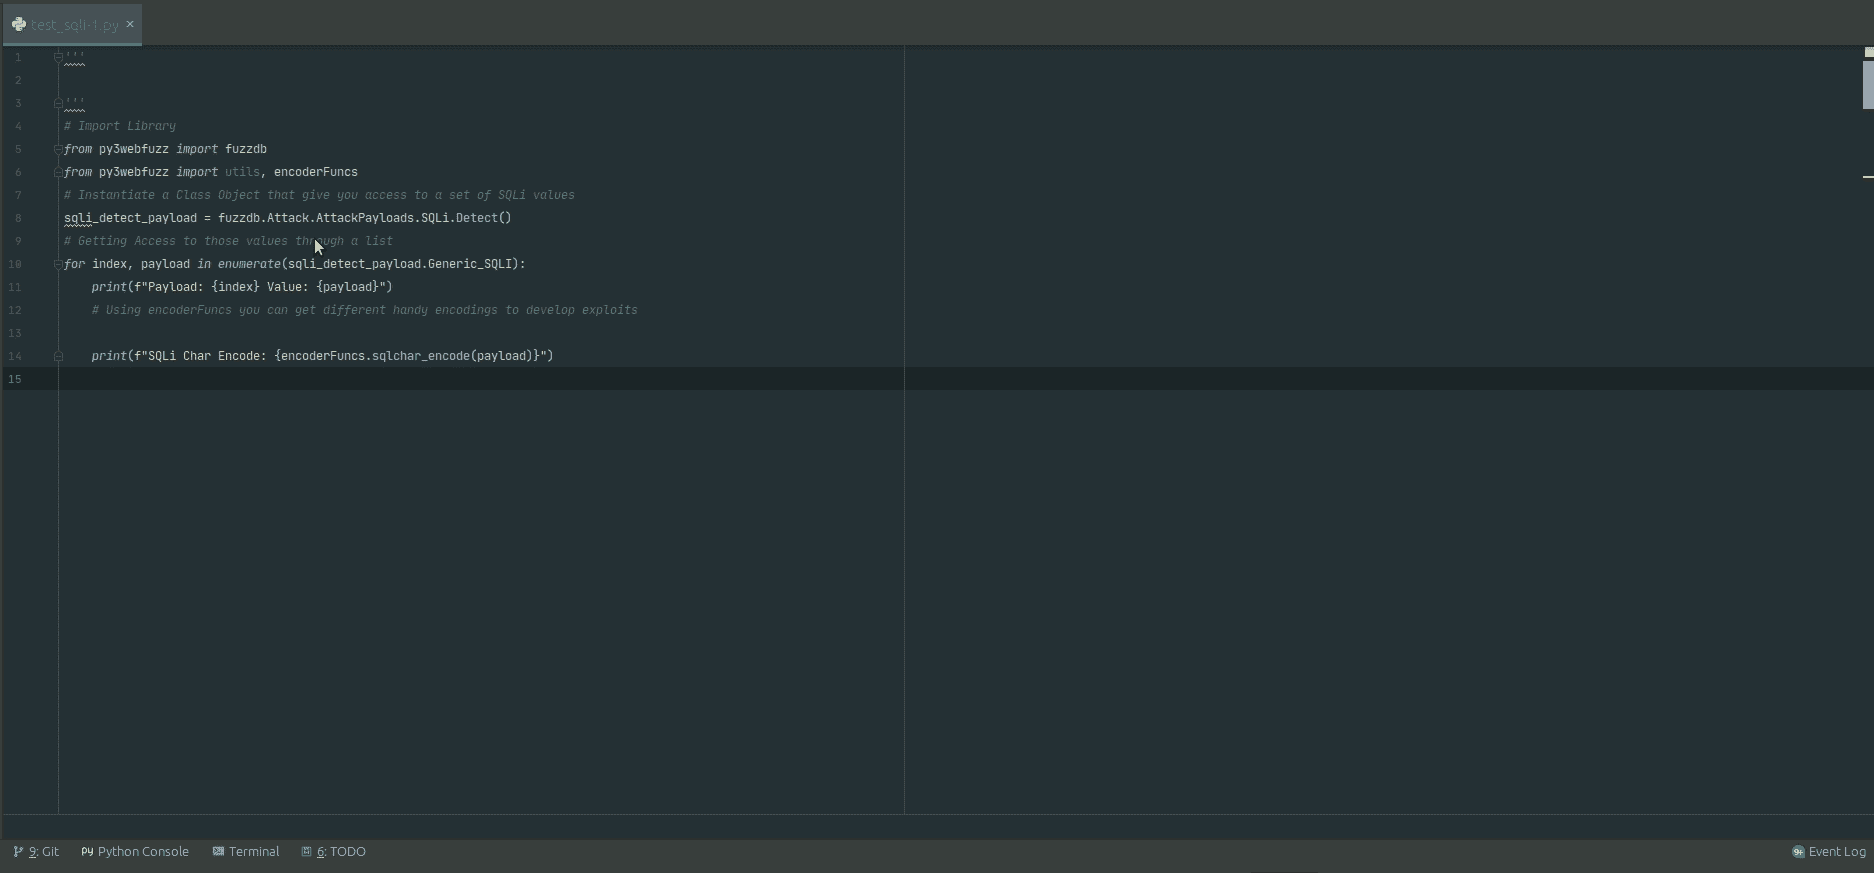 test_sqli-1.py ×
1 '''
2
3 '''
4 # Import Library
5 from py3webfuzz import fuzzdb
6 from py3webfuzz import utils, encoderFuncs
7 # Instantiate a Class Object that give you access to a set of SQLi values
8 sqli_detect_payload = fuzzdb.Attack.AttackPayloads.SQLi.Detect()
9 # Getting Access to those values through a list
10 for index, payload in enumerate(sqli_detect_payload.Generic_SQLI):
11     print(f"Payload: {index} Value: {payload}")
12     # Using encoderFuncs you can get different handy encodings to develop exploits
13
14     print(f"SQLi Char Encode: {encoderFuncs.sqlchar_encode(payload)}")
15
9: Git Python Console Terminal 6: TODO 9+ Event Log